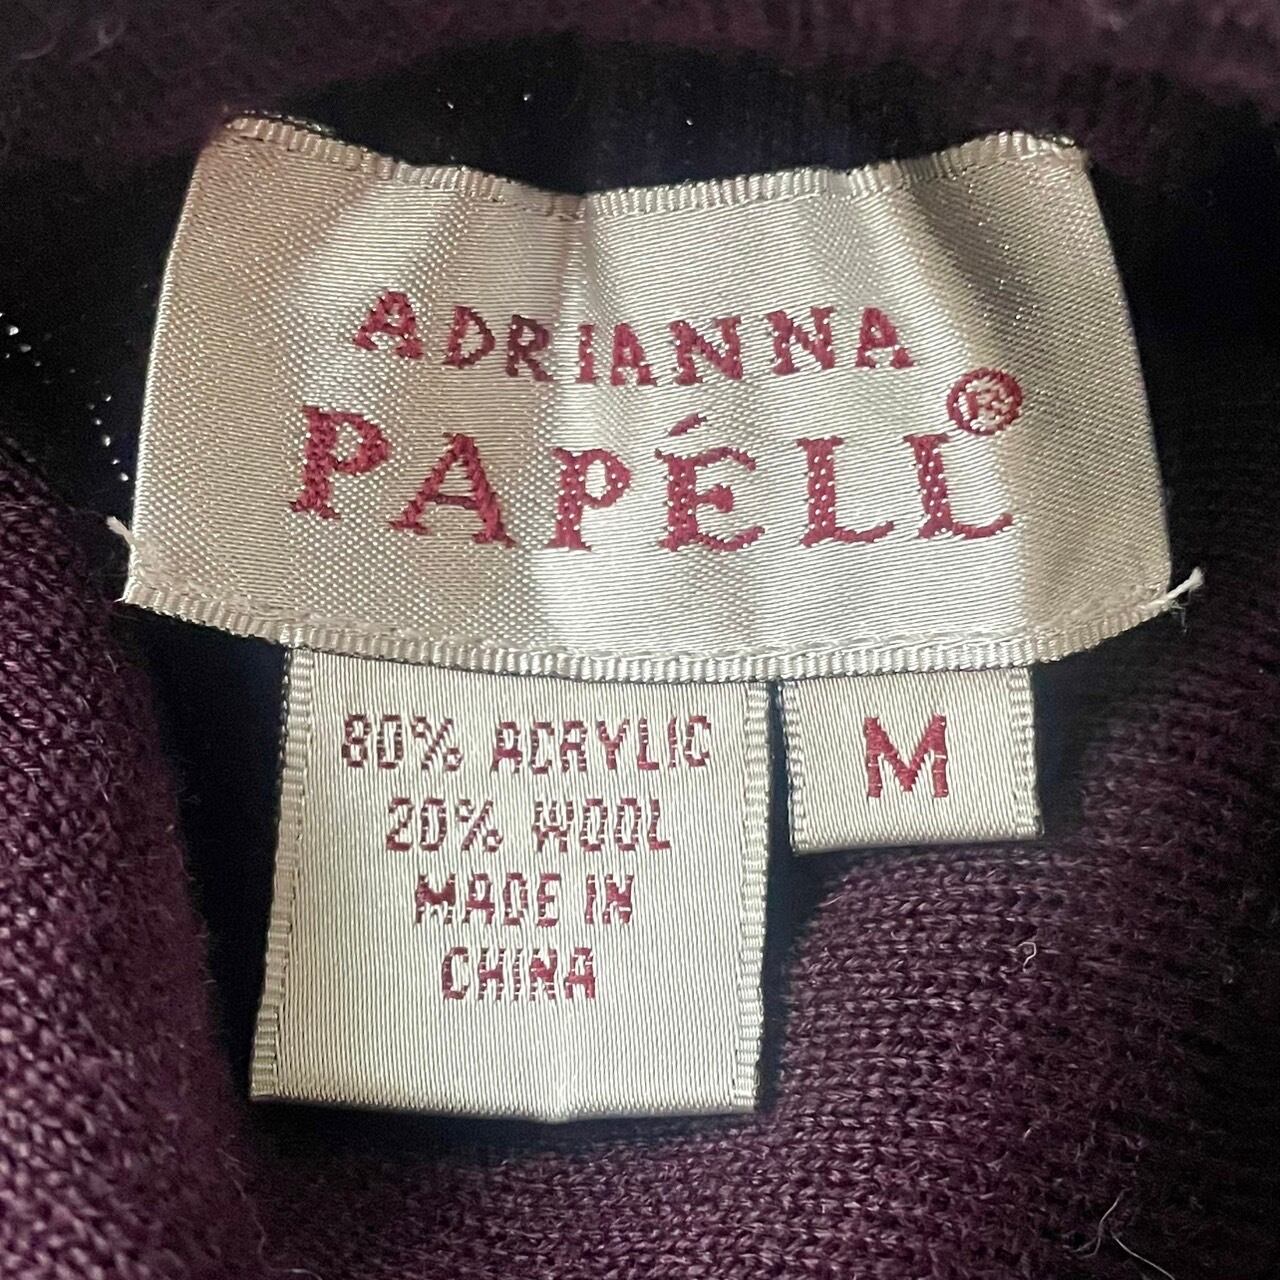 ADRIANNA
PAPÉLL®
80% ACRYLIC
20% WOOL
MADE IN
CHINA
M